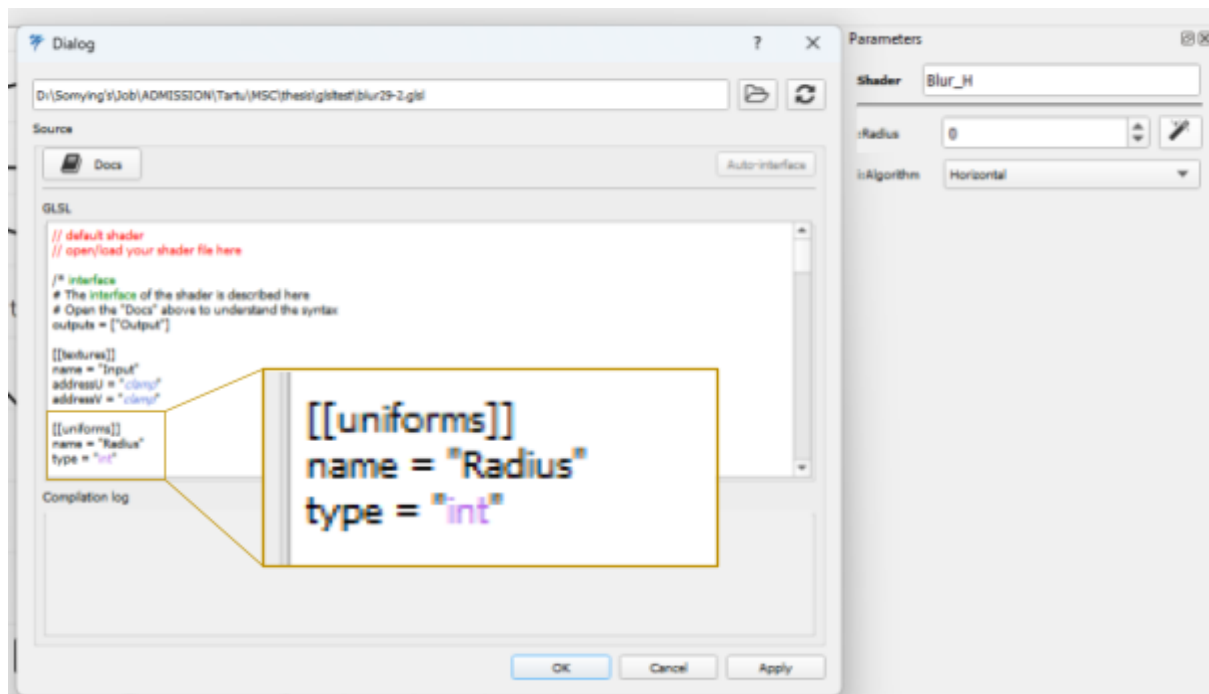 Dialog
?
D:\Somying's\Job\ADMISSION\Tartu\MSC\thesis\glsltest\blur29-2.glsl
Source
Docs
Auto-interface
GLSL
// default shader
// open/load your shader file here
/* interface
# The interface of the shader is described here
# Open the "Docs" above to understand the syntax
outputs = ["Output"]
[[textures]]
name = "Input"
addressU = "clamp"
addressV = "clamp"
[[uniforms]]
name = "Radius"
type = "int"
[[uniforms]]
name = "Radius"
type = "int"
Compilation log
OK
Cancel
Apply
Parameters
Shader
Blur_H
:Radius
0
i:Algorithm
Horizontal